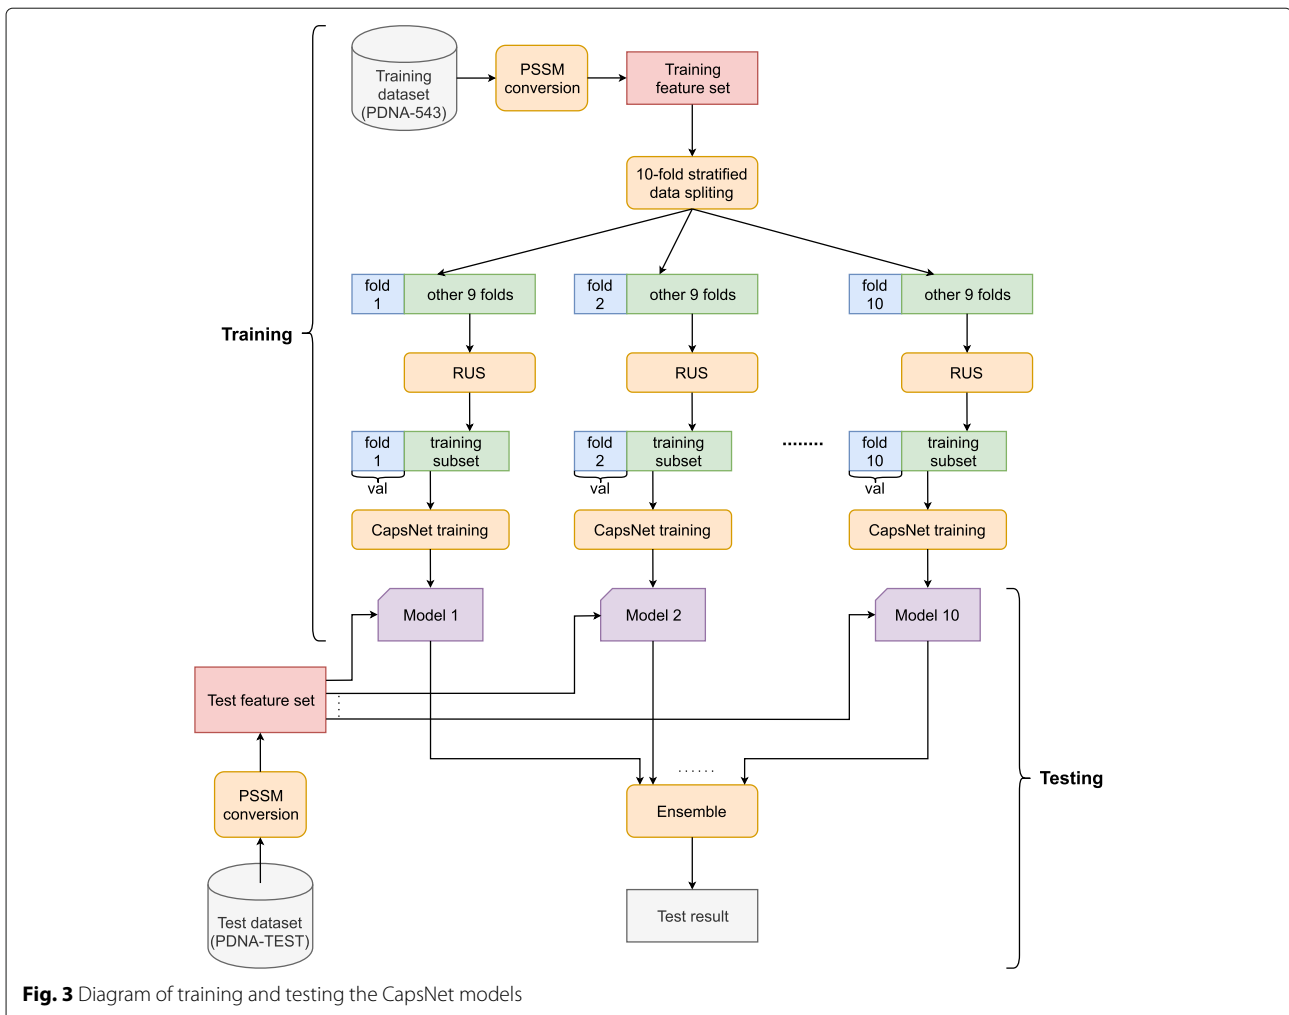 Training
dataset
(PDNA-543)
PSSM
conversion
Training
feature set
10-fold stratified
data spliting
fold
1
other 9 folds
fold
2
other 9 folds
fold
10
other 9 folds
Training
RUS
RUS
RUS
fold
1
training
subset
val
fold
2
training
subset
val
........
fold
10
training
subset
val
CapsNet training
CapsNet training
CapsNet training
Model 1
Model 2
Model 10
Test feature set
......
PSSM
conversion
Ensemble
Testing
Test dataset
(PDNA-TEST)
Test result
Fig. 3 Diagram of training and testing the CapsNet models